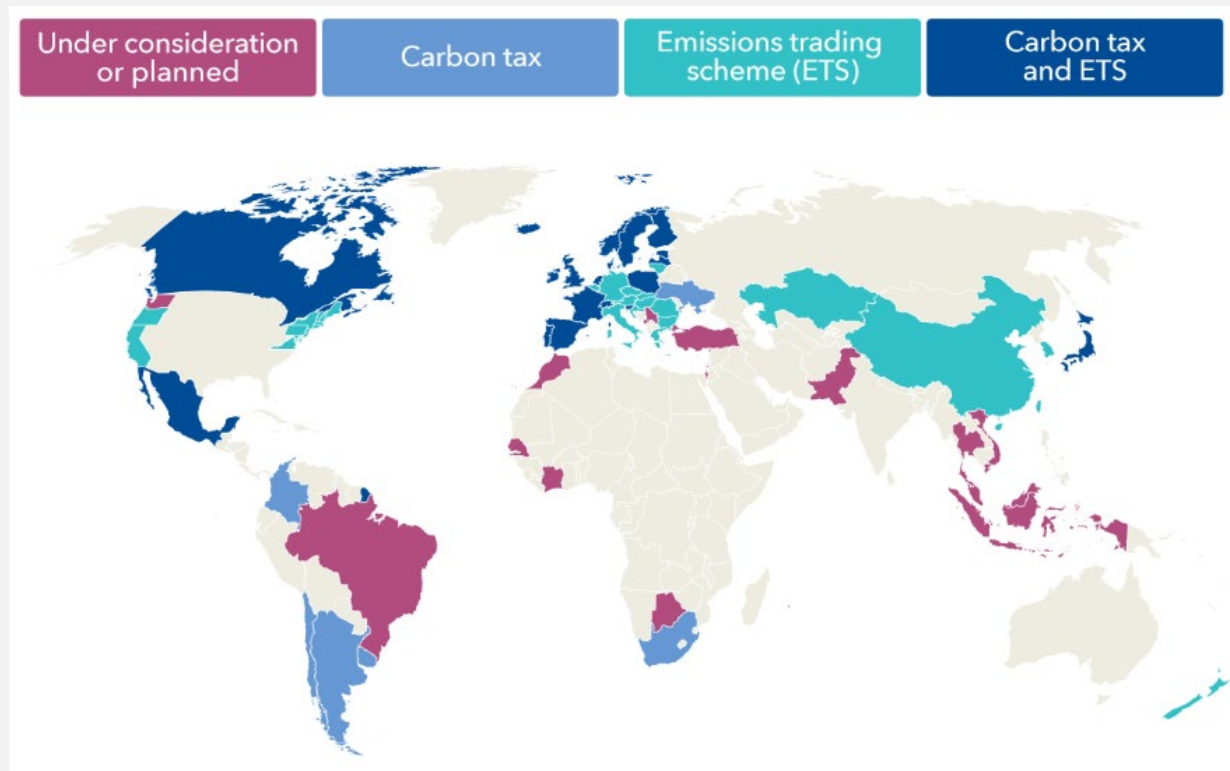 Under consideration
or planned
Carbon tax
Emissions trading
scheme (ETS)
Carbon tax
and ETS